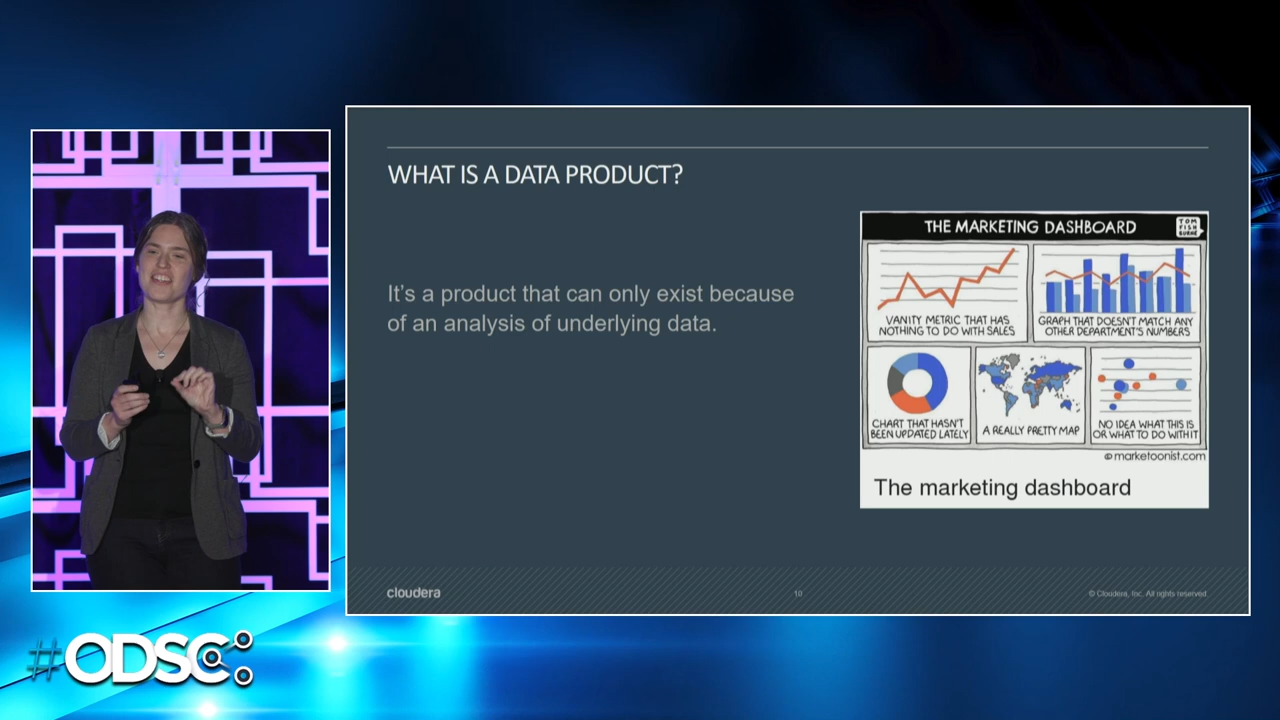 WHAT IS A DATA PRODUCT?
It's a product that can only exist because
of an analysis of underlying data.
THE MARKETING DASHBOARD
TOM
FISH
BURNE
VANITY METRIC THAT HAS
NOTHING TO DO WITH SALES
GRAPH THAT DOESN'T MATCH ANY
OTHER DEPARTMENT'S NUMBERS
CHART THAT HASN'T
BEEN UPDATED LATELY
A REALLY PRETTY MAP
NO IDEA WHAT THIS IS
OR WHAT TO DO WITH IT
© marketoonist.com
The marketing dashboard
cloudera
10
© Cloudera, Inc. All rights reserved.
#ODSC